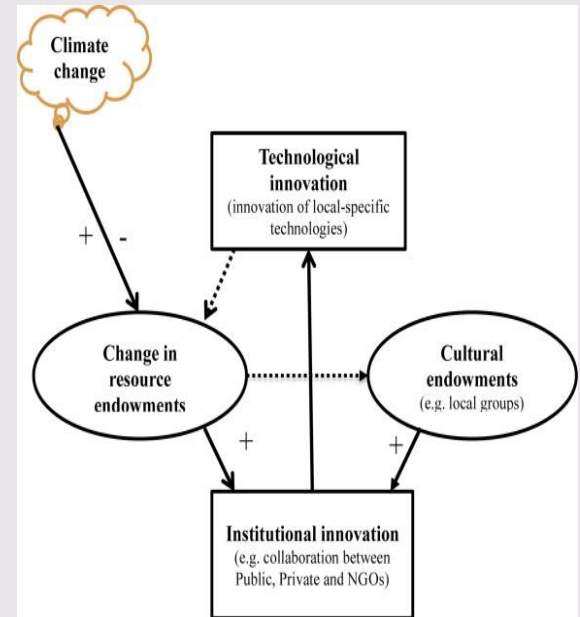 Climate
change
Technological
innovation
(innovation of local-specific
technologies)
+ -
Change in
resource
endowments
Cultural
endowments
(e.g. local groups)
+
+
Institutional innovation
(e.g. collaboration between
Public, Private and NGOs)